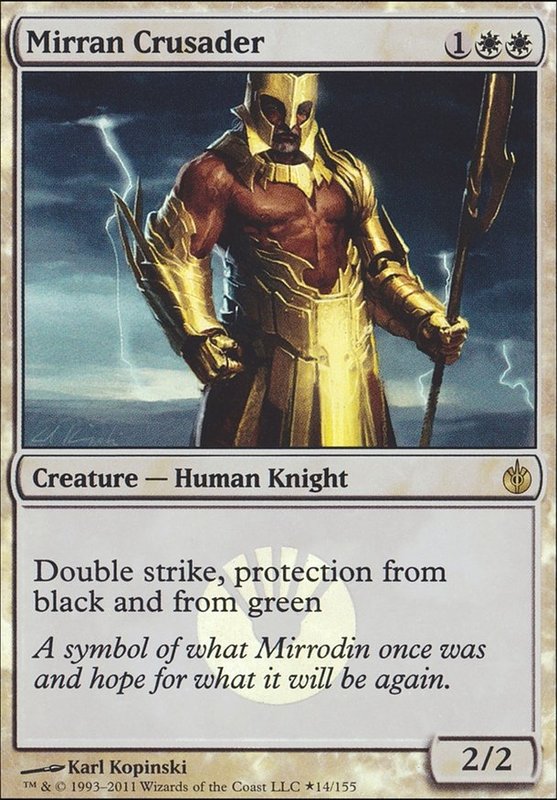 Mirran Crusader 1
Creature — Human Knight
Double strike, protection from
black and from green
A symbol of what Mirrodin once was
and hope for what it will be again.
2/2
Karl Kopinski
™ & © 1993–2011 Wizards of the Coast LLC ★14/155